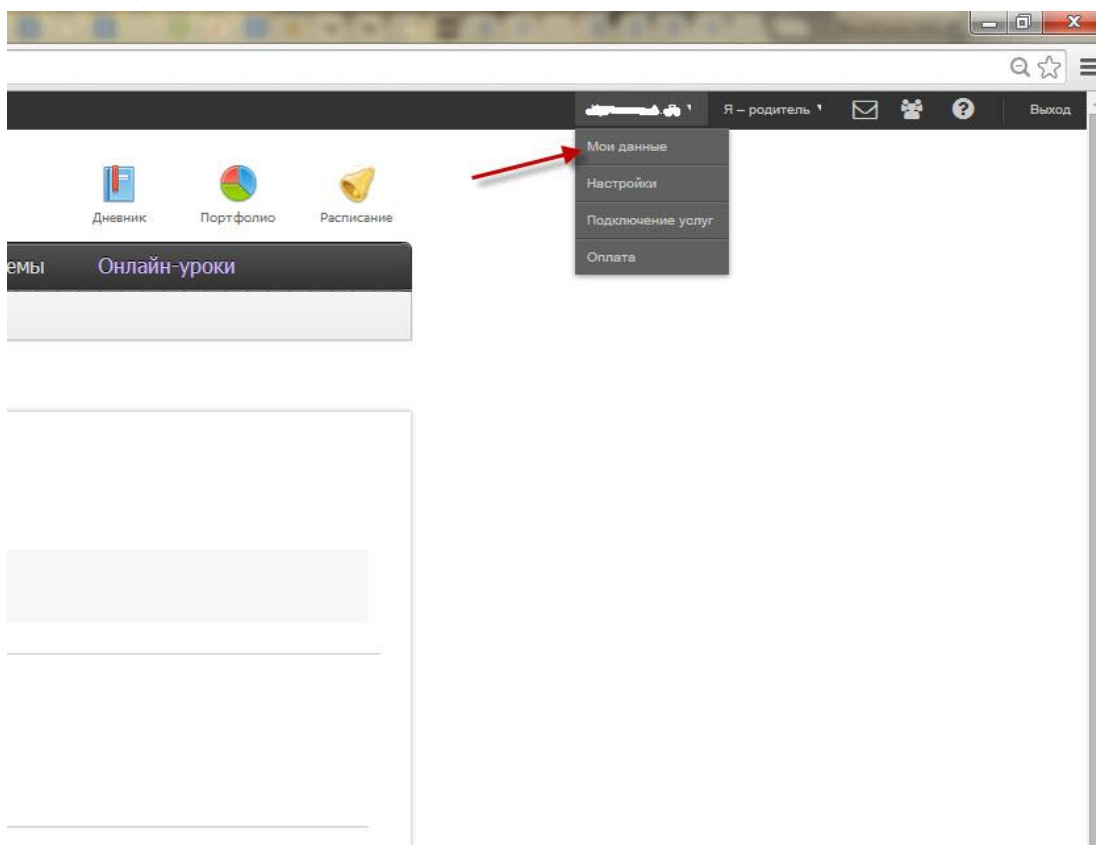 Я – родитель
Выход
Мои данные
Настройки
Подключение услуг
Оплата
Дневник
Портфолио
Расписание
емы
Онлайн-уроки